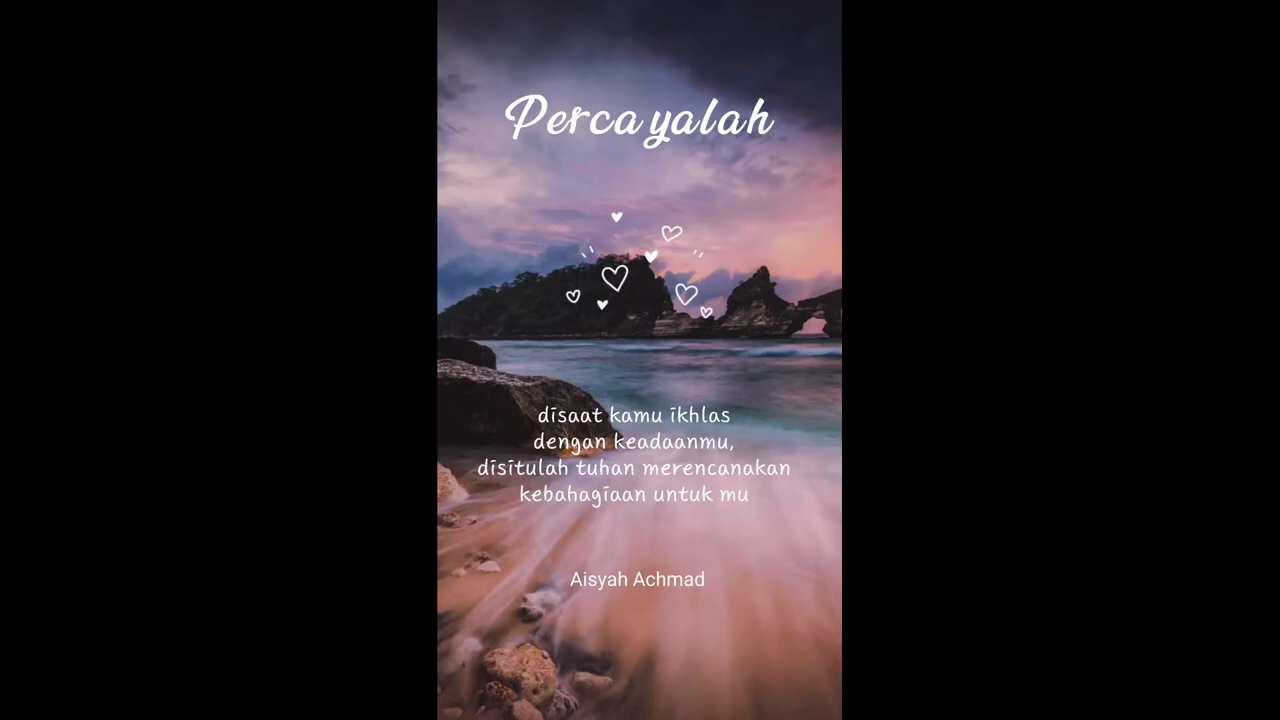 Percayalah
disaat kamu ikhlas
dengan keadaanmu,
disitulah tuhan merencanakan
kebahagiaan untuk mu
Aisyah Achmad